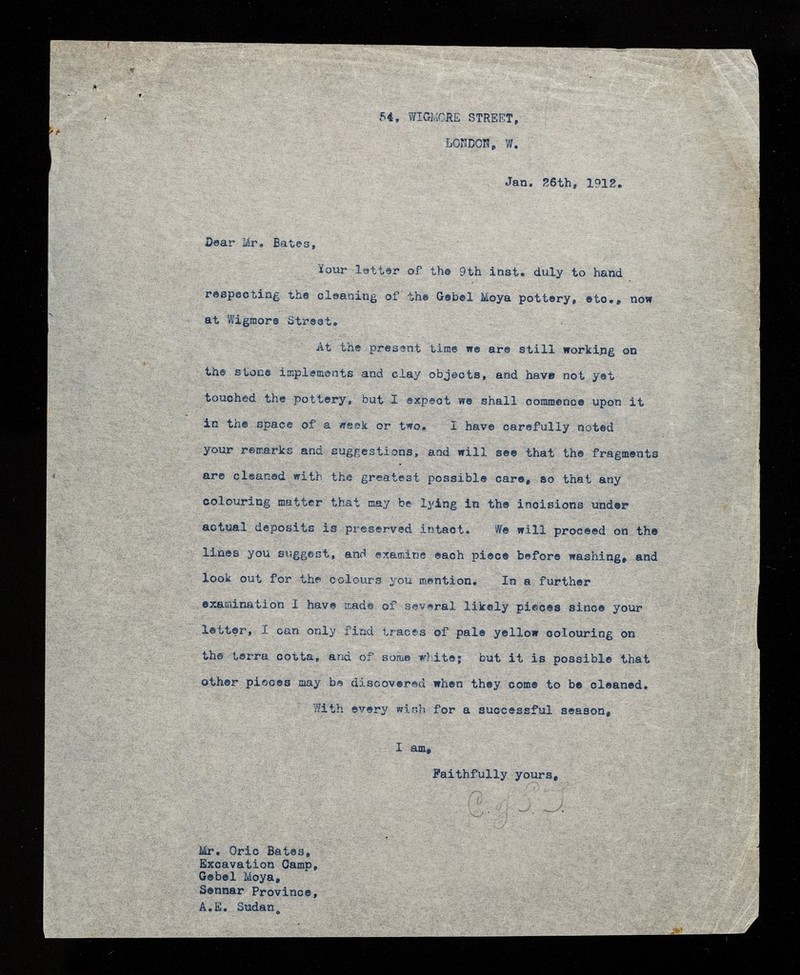 54, WIGMORE STREET,
LONDON, W.
Jan. 26th, 1912.
Dear Mr. Bates,
Your letter of the 9th inst. duly to hand
respecting the cleaning of the Gebel Moya pottery, etc., now
at Wigmore Street.
At the present time we are still working on
the stone implements and clay objects, and have not yet
touched the pottery, but I expect we shall commence upon it
in the space of a week or two. I have carefully noted
your remarks and suggestions, and will see that the fragments
are cleaned with the greatest possible care, so that any
colouring matter that may be lying in the incisions under
actual deposits is preserved intact. We will proceed on the
lines you suggest, and examine each piece before washing, and
look out for the colours you mention. In a further
examination I have made of several likely pieces since your
letter, I can only find traces of pale yellow colouring on
the terra cotta, and of some white; but it is possible that
other pieces may be discovered when they come to be cleaned.
With every wish for a successful season,
I am,
Faithfully yours,
Mr. Oric Bates,
Excavation Camp,
Gebel Moya,
Sennar Province,
A.E. Sudan.